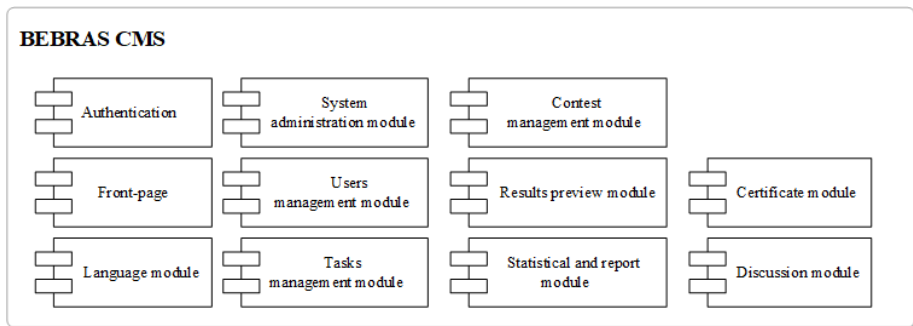 BEBRAS CMS
Authentication
System
administration module
Contest
management module
Front-page
Users
management module
Results preview module
Certificate module
Language module
Tasks
management module
Statistical and report
module
Discussion module